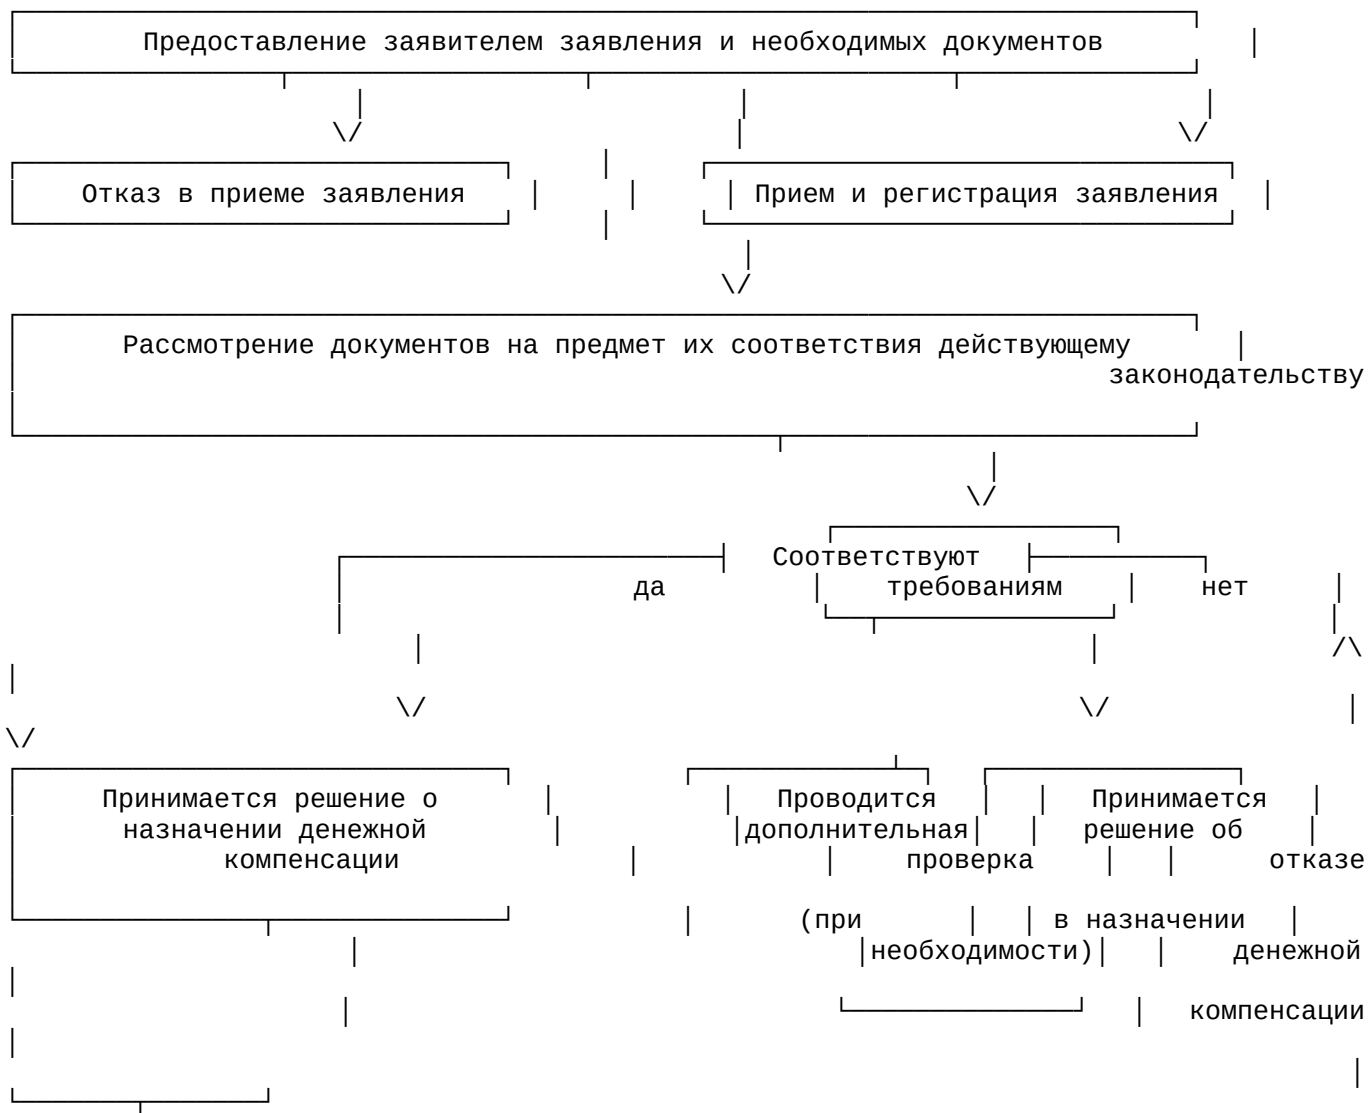 Предоставление заявителем заявления и необходимых документов
Отказ в приеме заявления
Прием и регистрация заявления
Рассмотрение документов на предмет их соответствия действующему
законодательству
Соответствуют
да требованиям нет
Принимается решение о Проводится Принимается
назначении денежной дополнительная решение об
компенсации проверка отказе
(при в назначении
необходимости) денежной
компенсации